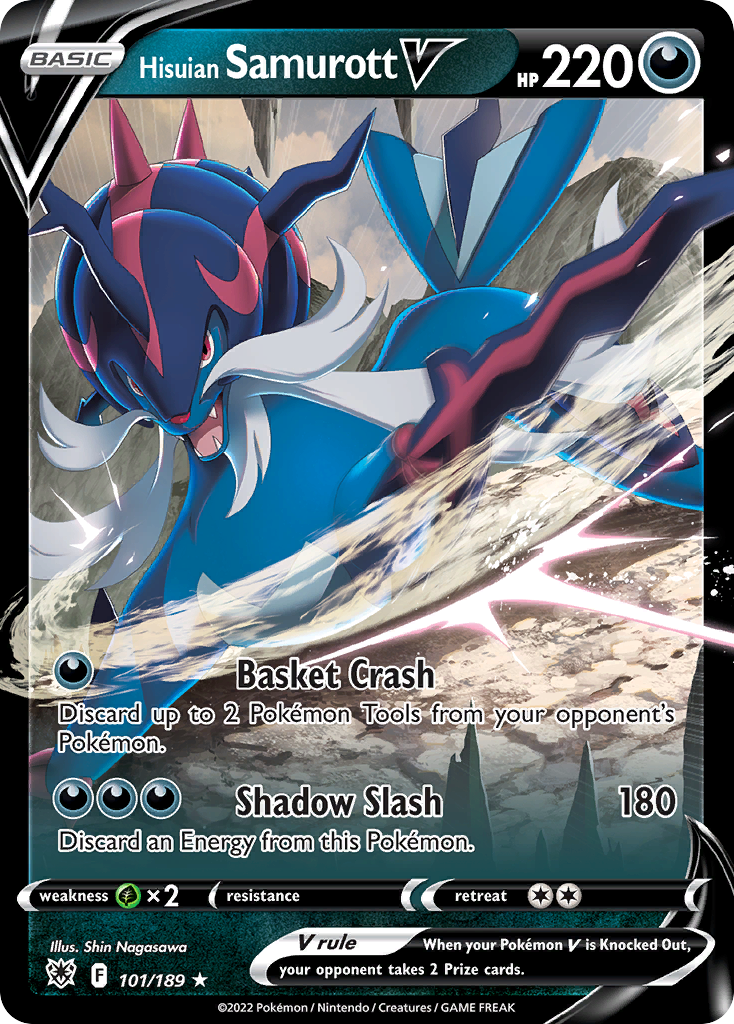 BASIC Hisuian Samurott V HP 220
Basket Crash
Discard up to 2 Pokémon Tools from your opponent's
Pokémon.
Shadow Slash 180
Discard an Energy from this Pokémon.
weakness ×2 resistance retreat
Illus. Shin Nagasawa
V rule When your Pokémon V is Knocked Out,
your opponent takes 2 Prize cards.
F 101/189 ★
©2022 Pokémon / Nintendo / Creatures / GAME FREAK